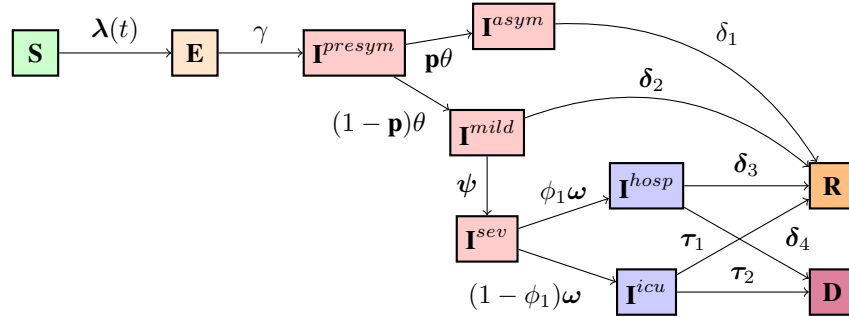 λ(t)
γ
δ₁
S
E
I^{presym}
I^{asym}
pθ
(1 − p)θ
δ₂
I^{mild}
ψ
I^{sev}
ϕ₁ω
(1 − ϕ₁)ω
I^{hosp}
I^{icu}
δ₃
τ₁
δ₄
τ₂
R
D